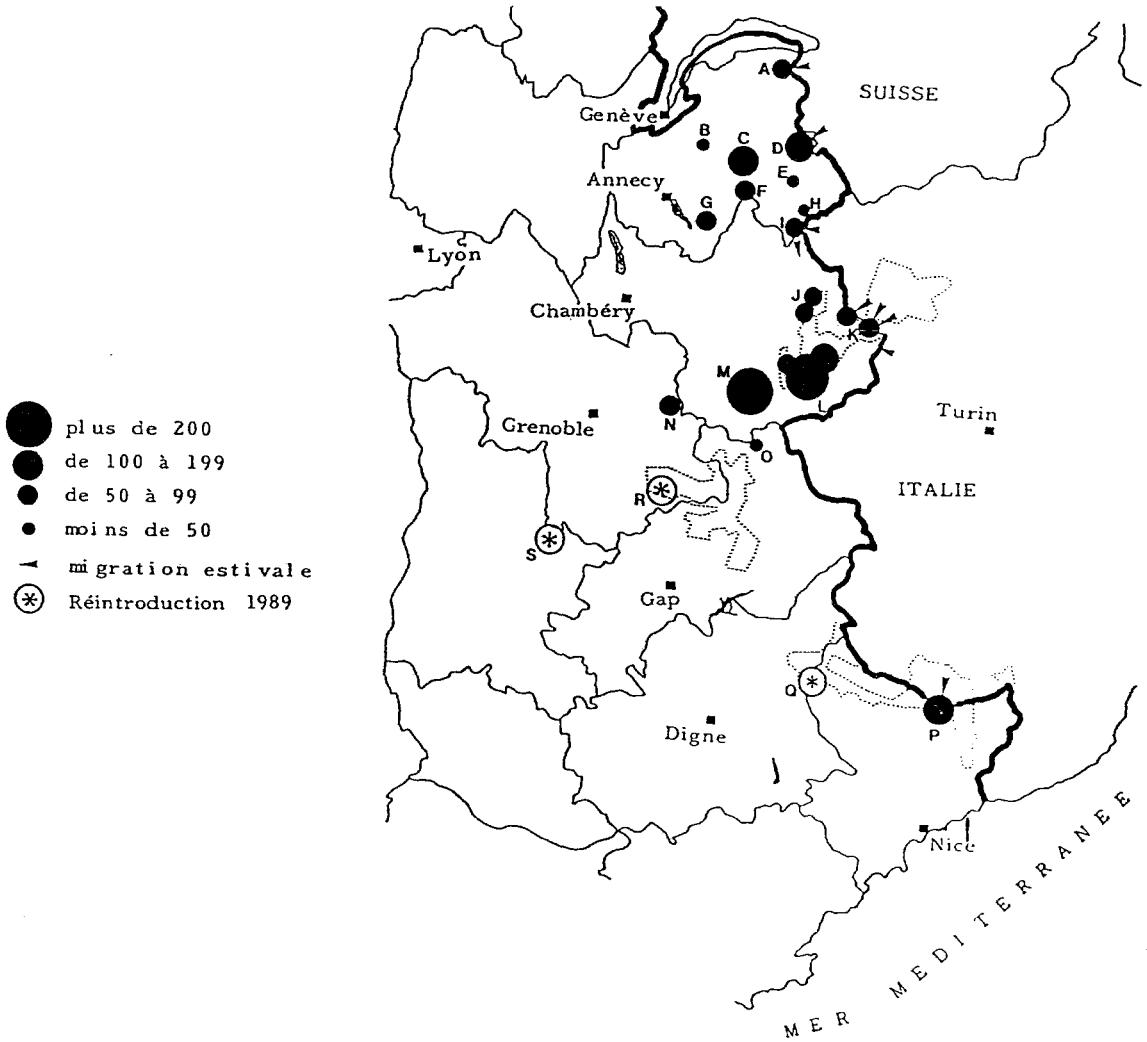 A
SUISSE
Genève
B
C
D
E
Annecy
F
G
H
I
Lyon
J
Chambéry
K
M
L
plus de 200
Grenoble
N
Turin
O
de 100 à 199
ITALIE
R
de 50 à 99
moins de 50
S
migration estivale
Réintroduction 1989
Gap
Q
Digne
P
Nice
MER MEDITERRANEE